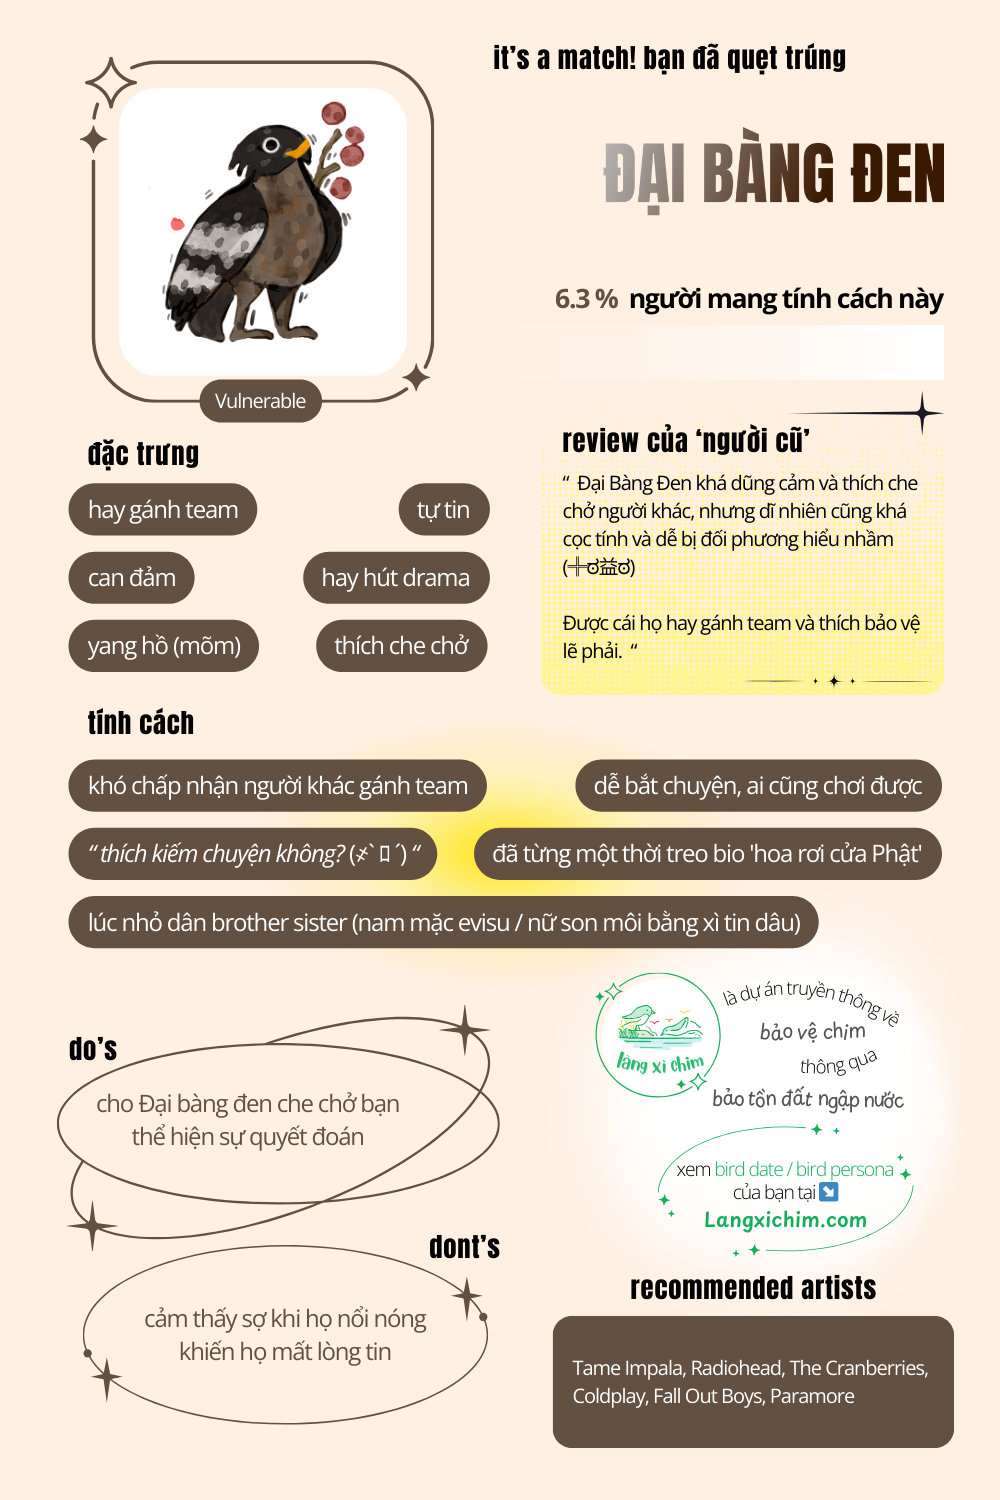 it's a match! bạn đã quẹt trúng
ĐẠI BÀNG ĐEN
6.3 % người mang tính cách này
Vulnerable
đặc trưng
hay gánh team
tự tin
can đảm
hay hút drama
yang hồ (mõm)
thích che chở
review của ‘người cũ’
“ Đại Bàng Đen khá dũng cảm và thích che
chở người khác, nhưng dĩ nhiên cũng khá
cọc tính và dễ bị đối phương hiểu nhầm
(╬ಠ益ಠ)
Được cái họ hay gánh team và thích bảo vệ
lẽ phải. “
tính cách
khó chấp nhận người khác gánh team
dễ bắt chuyện, ai cũng chơi được
“ thích kiếm chuyện không? (メ` ロ ´) “
đã từng một thời treo bio 'hoa rơi cửa Phật'
lúc nhỏ dân brother sister (nam mặc evisu / nữ son môi bằng xì tin dâu)
do's
cho Đại bàng đen che chở bạn
thể hiện sự quyết đoán
dont's
cảm thấy sợ khi họ nổi nóng
khiến họ mất lòng tin
làng xì chim
là dự án truyền thông về
bảo vệ chim
thông qua
bảo tồn đất ngập nước
xem bird date / bird persona
của bạn tại ↘️
Langxichim.com
recommended artists
Tame Impala, Radiohead, The Cranberries,
Coldplay, Fall Out Boys, Paramore